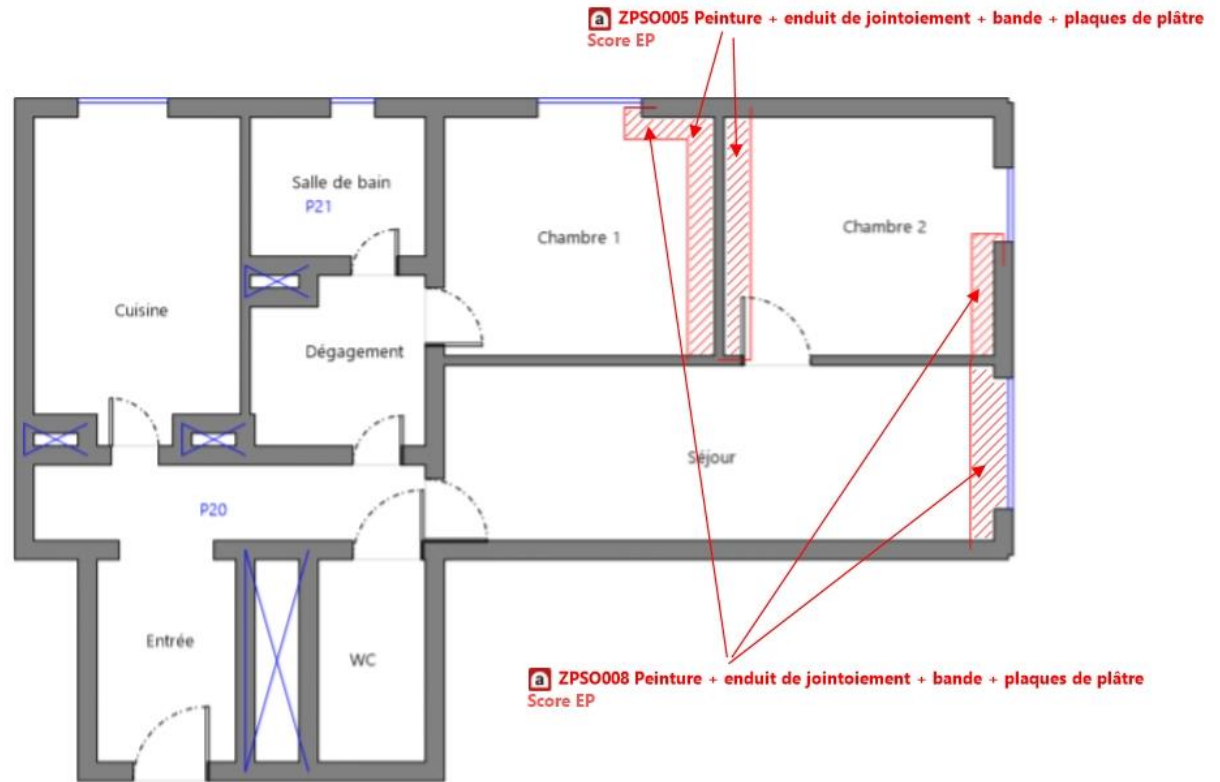 a ZPSO005 Peinture + enduit de jointoiement + bande + plaques de plâtre
Score EP
Salle de bain
P21
Chambre 1
Chambre 2
Cuisine
Dégagement
Séjour
P20
Entrée
WC
a ZPSO008 Peinture + enduit de jointoiement + bande + plaques de plâtre
Score EP